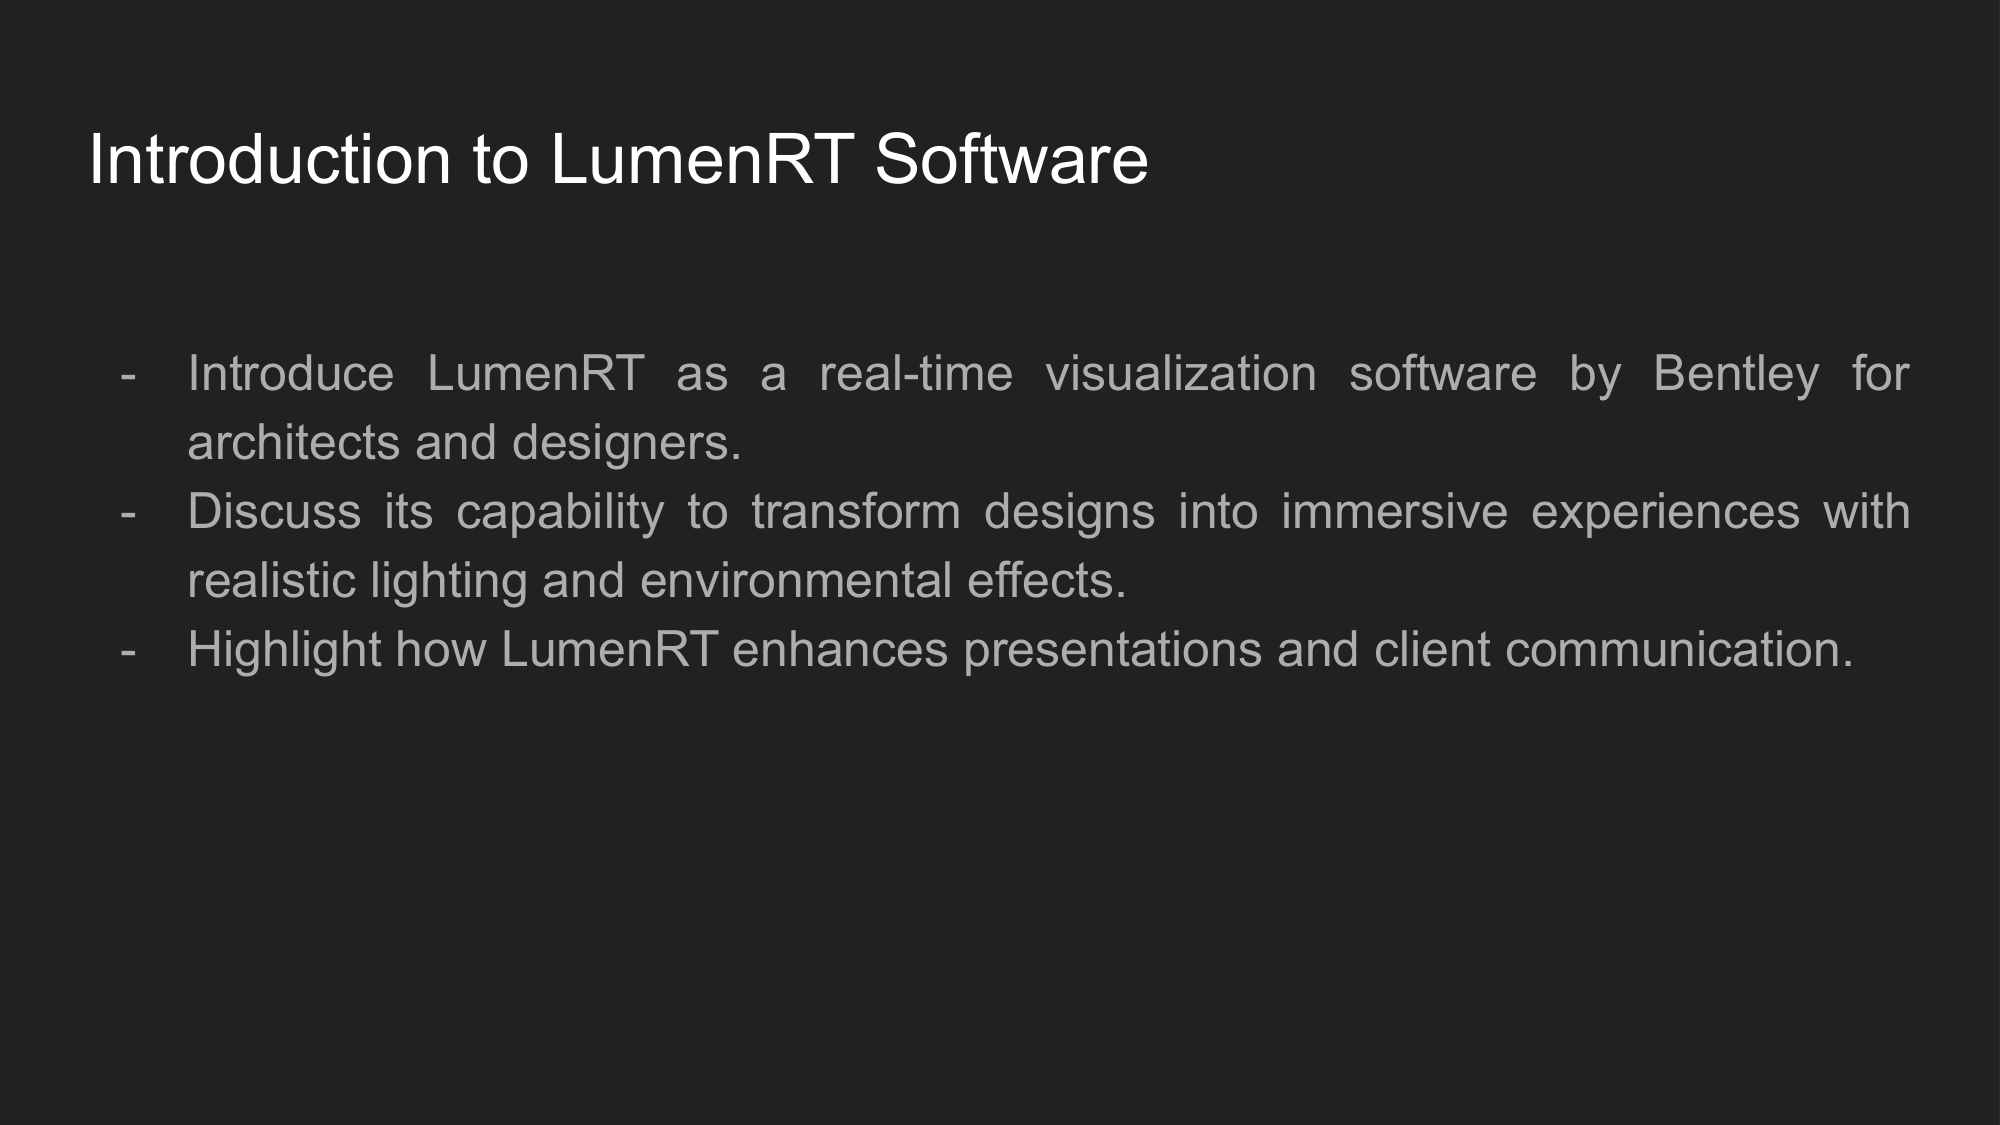 Introduction to LumenRT Software
- Introduce LumenRT as a real-time visualization software by Bentley for
architects and designers.
- Discuss its capability to transform designs into immersive experiences with
realistic lighting and environmental effects.
- Highlight how LumenRT enhances presentations and client communication.